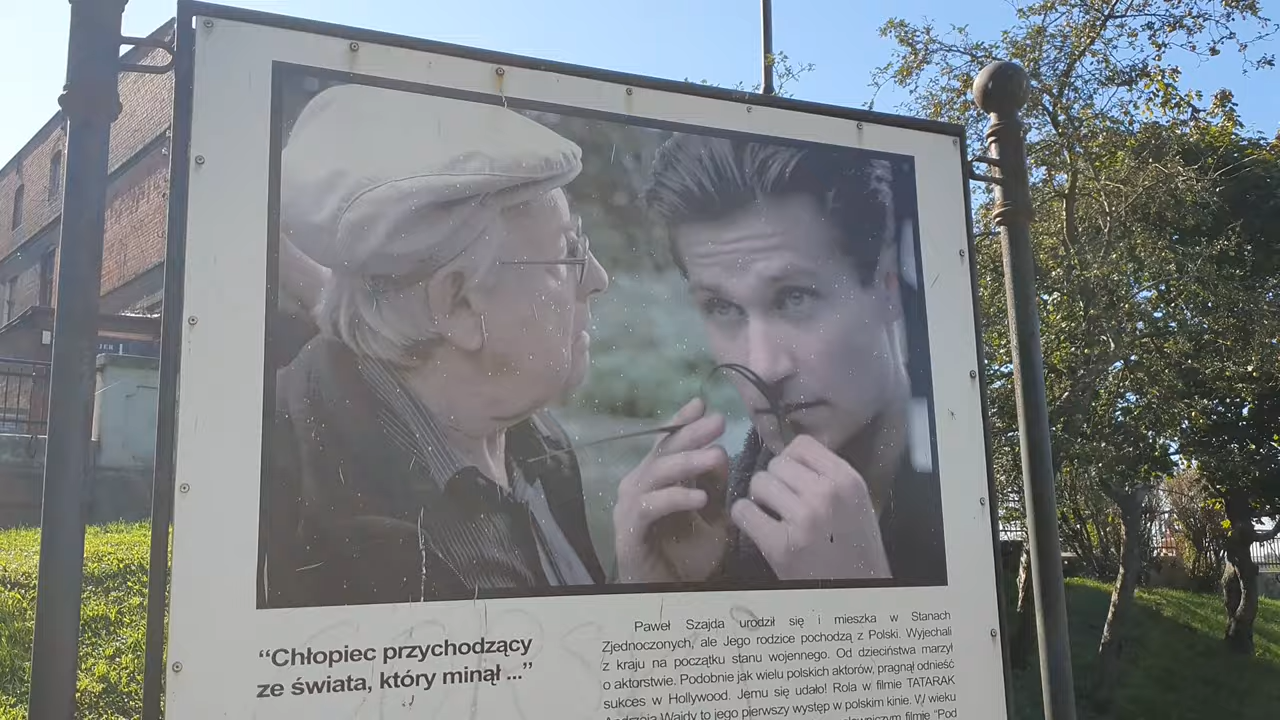 “Chłopiec przychodzący
ze świata, który minął ...”
Paweł Szajda urodził się i mieszka w Stanach
Zjednoczonych, ale Jego rodzice pochodzą z Polski. Wyjechali
z kraju na początku stanu wojennego. Od dzieciństwa marzył
o aktorstwie. Podobnie jak wielu polskich aktorów, pragnął odnieść
sukces w Hollywood. Jemu się udało! Rola w filmie TATARAK
Andrzeja Wajdy to jego pierwszy występ w polskim kinie. W wieku
filmie “Pod